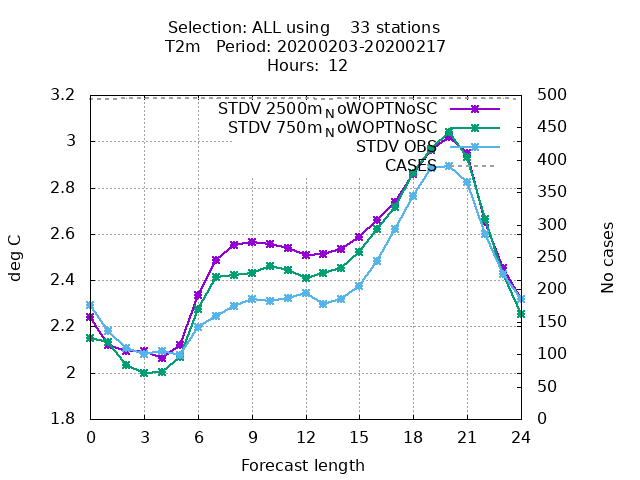 Selection: ALL using    33 stations
T2m   Period: 20200203-20200217
Hours: 12
3.2
3
2.8
2.6
2.4
2.2
2
1.8
deg C
STDV 2500m_NoWOPTNoSC
STDV 750m_NoWOPTNoSC
STDV OBS
CASES
500
450
400
350
300
250
200
150
100
50
0
No cases
0 3 6 9 12 15 18 21 24
Forecast length